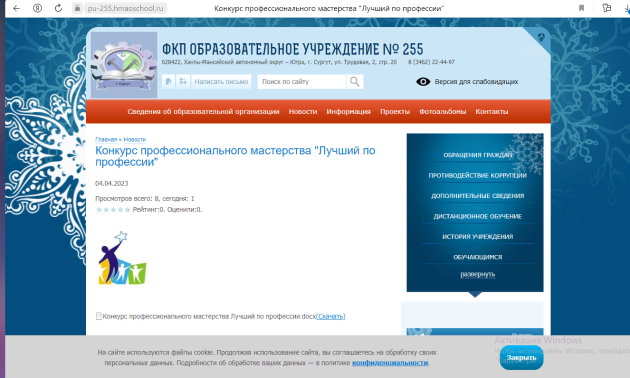 pu-255.hmaoschool.ru
Конкурс профессионального мастерства "Лучший по профессии"
ФКП ОБРАЗОВАТЕЛЬНОЕ УЧРЕЖДЕНИЕ № 255
628422, Ханты-Мансийский автономный округ – Югра, г. Сургут, ул. Трудовая, 2, стр. 20 8 (3462) 22-44-97
Написать письмо
Поиск по сайту
Версия для слабовидящих
Сведения об образовательной организации Новости Информация Проекты Фотоальбомы Контакты
Главная » Новости
Конкурс профессионального мастерства "Лучший по
профессии"
04.04.2023
Просмотров всего: 8, сегодня: 1
Рейтинг:0. Оценили:0.
Конкурс профессионального мастерства Лучший по профессии docx(Скачать)
ОБРАЩЕНИЯ ГРАЖДАН
ПРОТИВОДЕЙСТВИЕ КОРРУПЦИИ
ДОПОЛНИТЕЛЬНЫЕ СВЕДЕНИЯ
ДИСТАНЦИОННОЕ ОБУЧЕНИЕ
ИСТОРИЯ УЧРЕЖДЕНИЯ
ОБУЧАЮЩИМСЯ
развернуть
Активация Windows
На сайте используются файлы cookie. Продолжая использование сайта, вы соглашаетесь на обработку своих
персональных данных. Подробности об обработке ваших данных — в политике конфиденциальности.
Закрыть